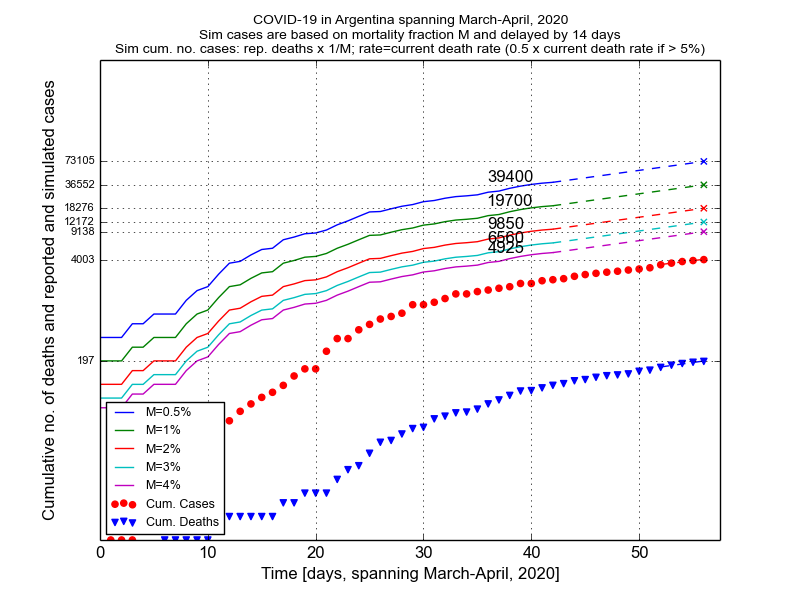 COVID-19 in Argentina spanning March-April, 2020
Sim cases are based on mortality fraction M and delayed by 14 days
Sim cum. no. cases: rep. deaths x 1/M; rate=current death rate (0.5 x current death rate if > 5%)
Cumulative no. of deaths and reported and simulated cases
73105
36552
18276
12172
9138
4003
197
39400
19700
9850
6560
4925
M=0.5%
M=1%
M=2%
M=3%
M=4%
Cum. Cases
Cum. Deaths
0 10 20 30 40 50
Time [days, spanning March-April, 2020]